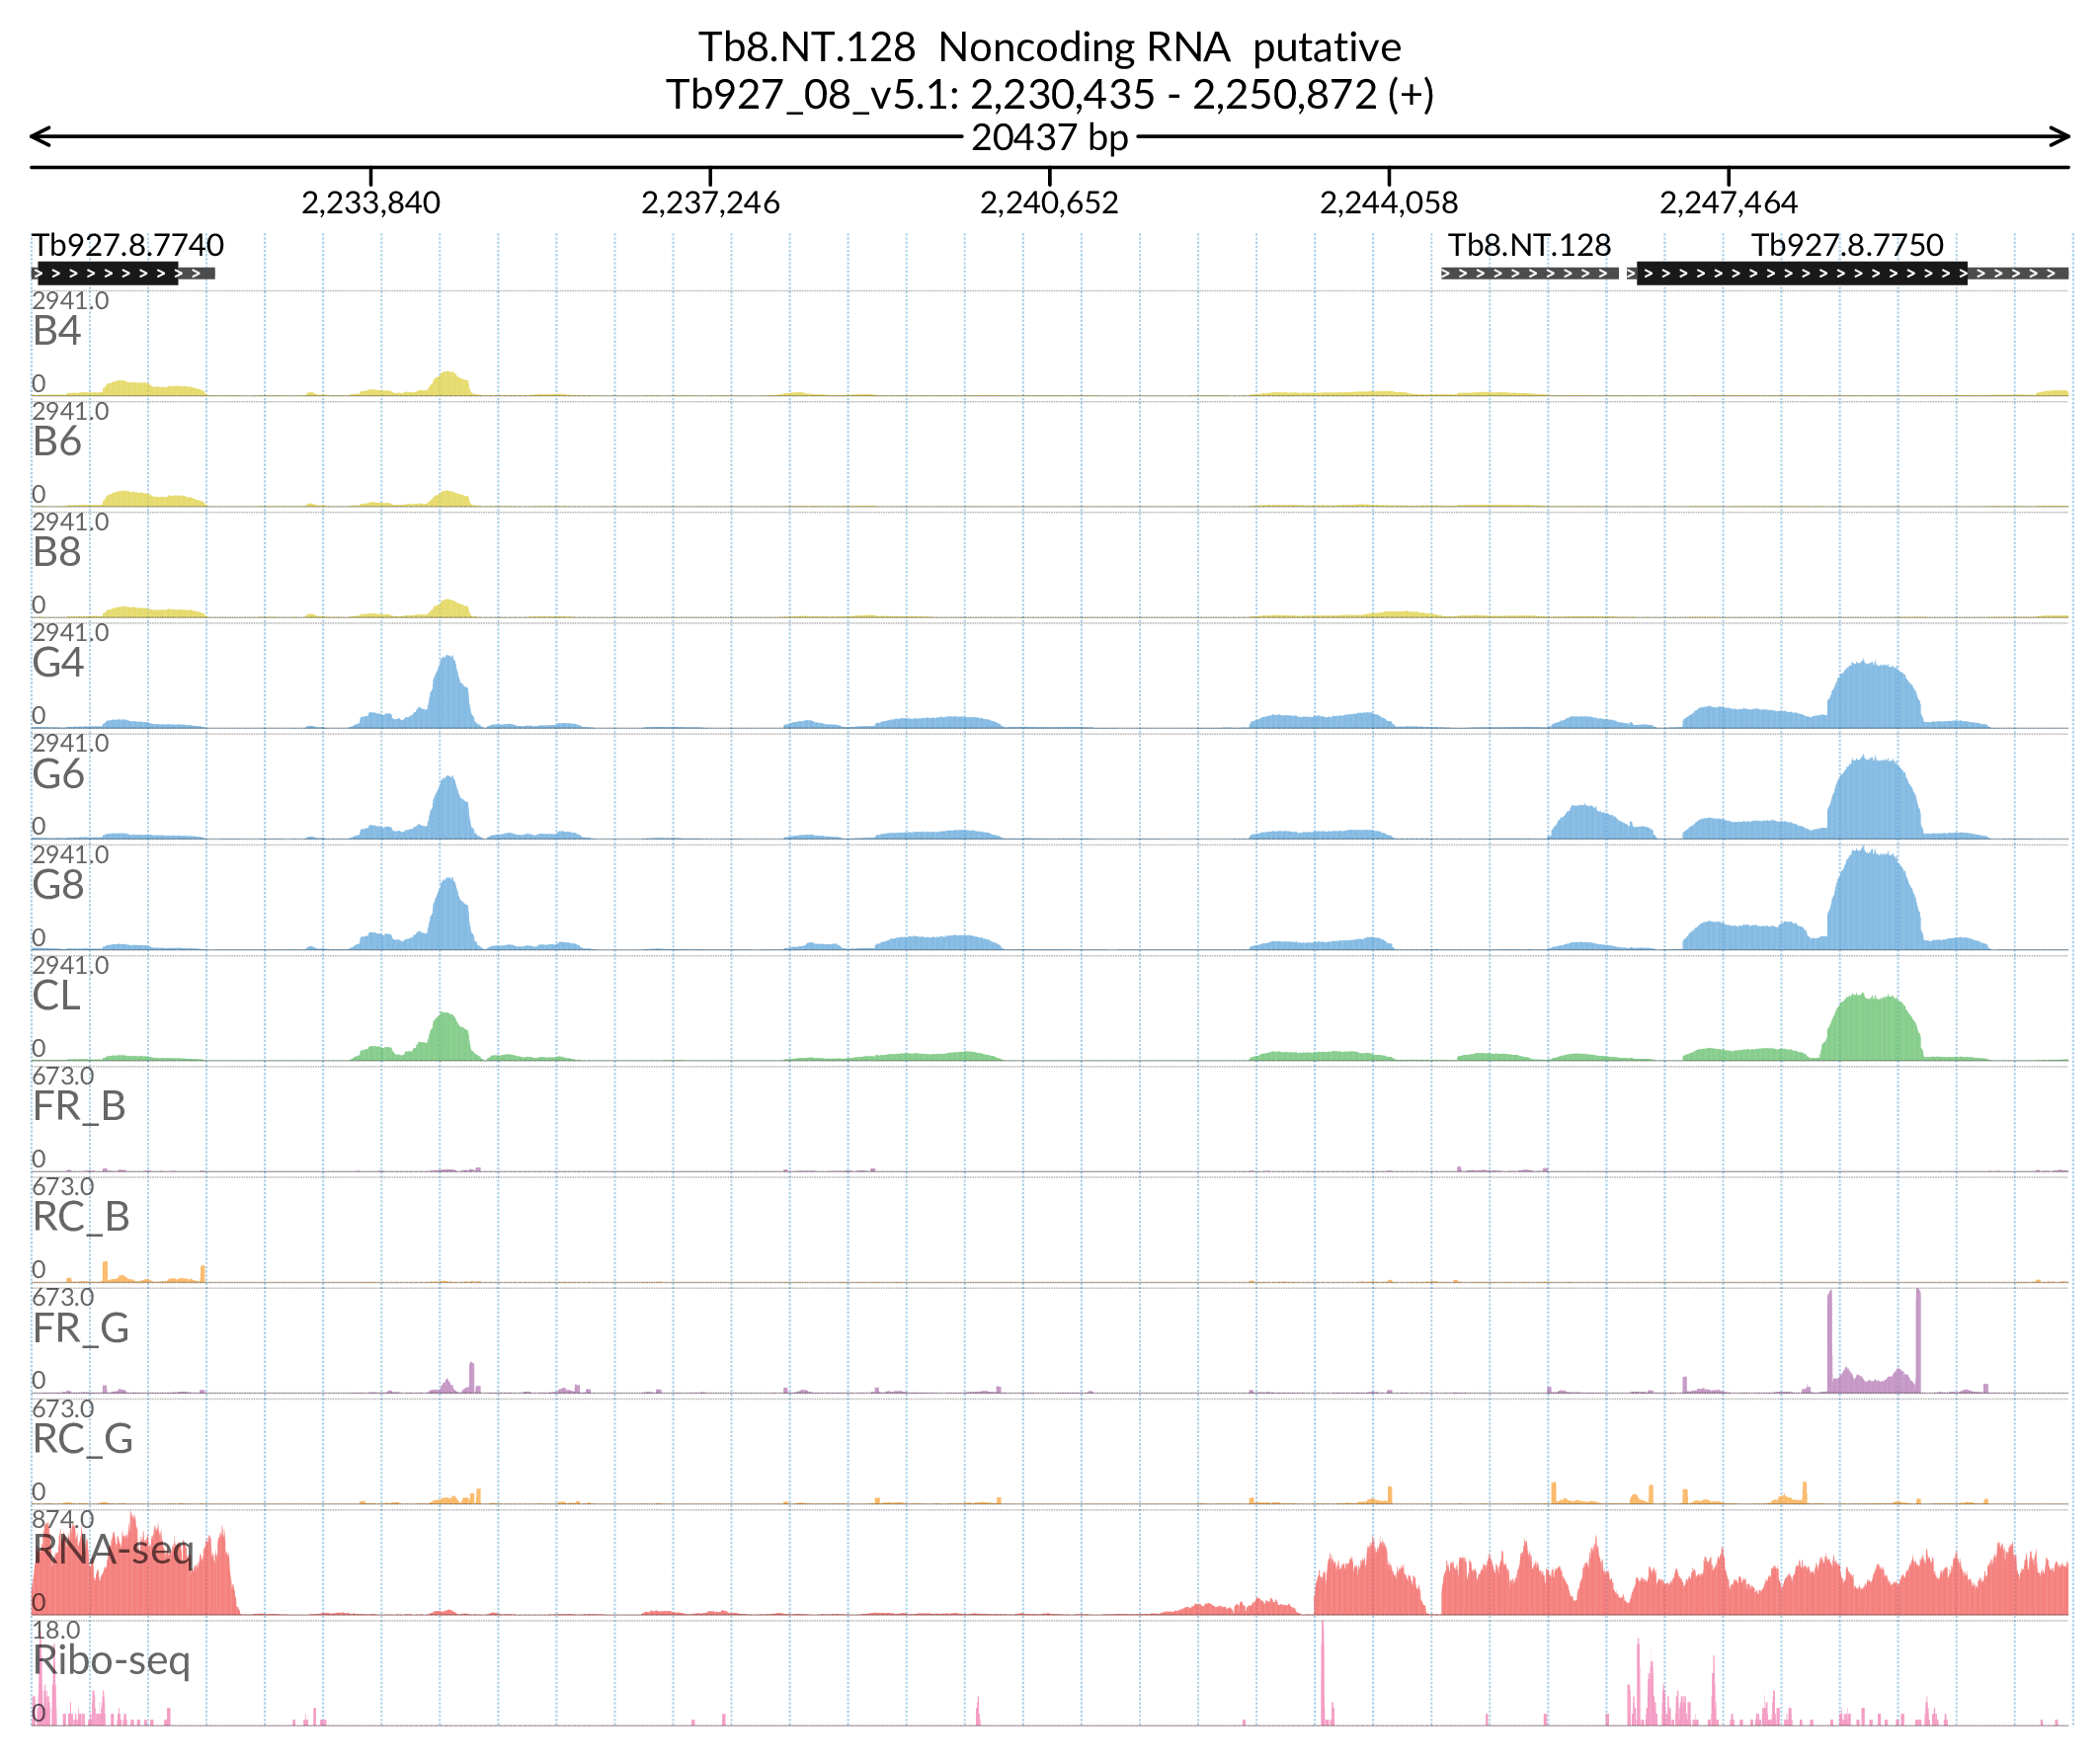 Tb8.NT.128 Noncoding RNA putative
Tb927_08_v5.1: 2,230,435 - 2,250,872 (+)
20437 bp
2,233,840 2,237,246 2,240,652 2,244,058 2,247,464
Tb927.8.7740 Tb8.NT.128 Tb927.8.7750
2941.0
B4
0
2941.0
B6
0
2941.0
B8
0
2941.0
G4
0
2941.0
G6
0
2941.0
G8
0
2941.0
CL
0
673.0
FR_B
0
673.0
RC_B
0
673.0
FR_G
0
673.0
RC_G
0
874.0
RNA-seq
0
18.0
Ribo-seq
0